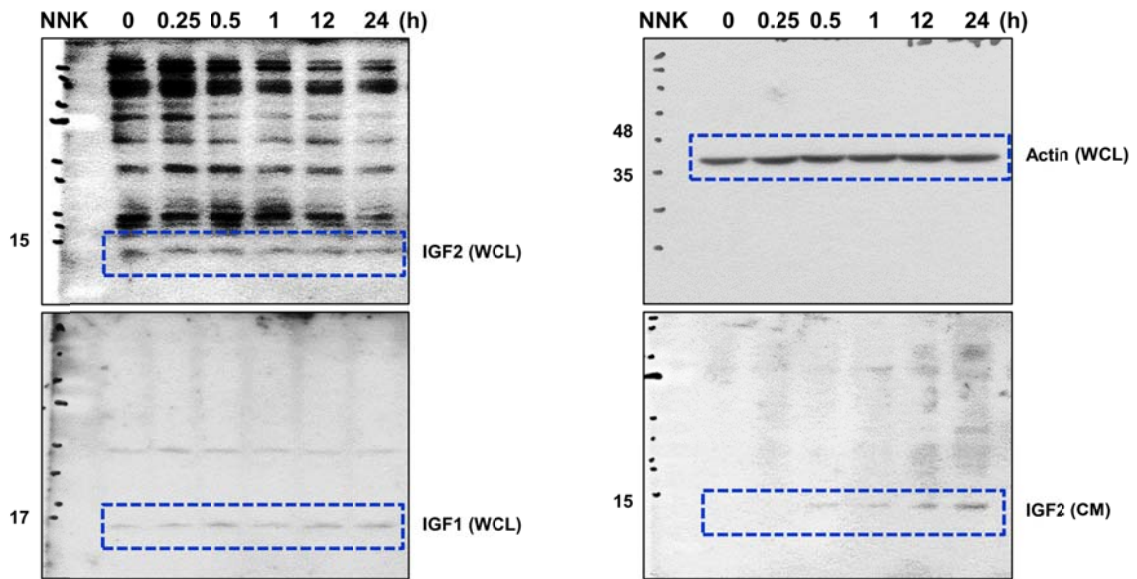 NNK 0 0.25 0.5 1 12 24 (h)
15
IGF2 (WCL)
17
IGF1 (WCL)
NNK 0 0.25 0.5 1 12 24 (h)
48
35
Actin (WCL)
15
IGF2 (CM)